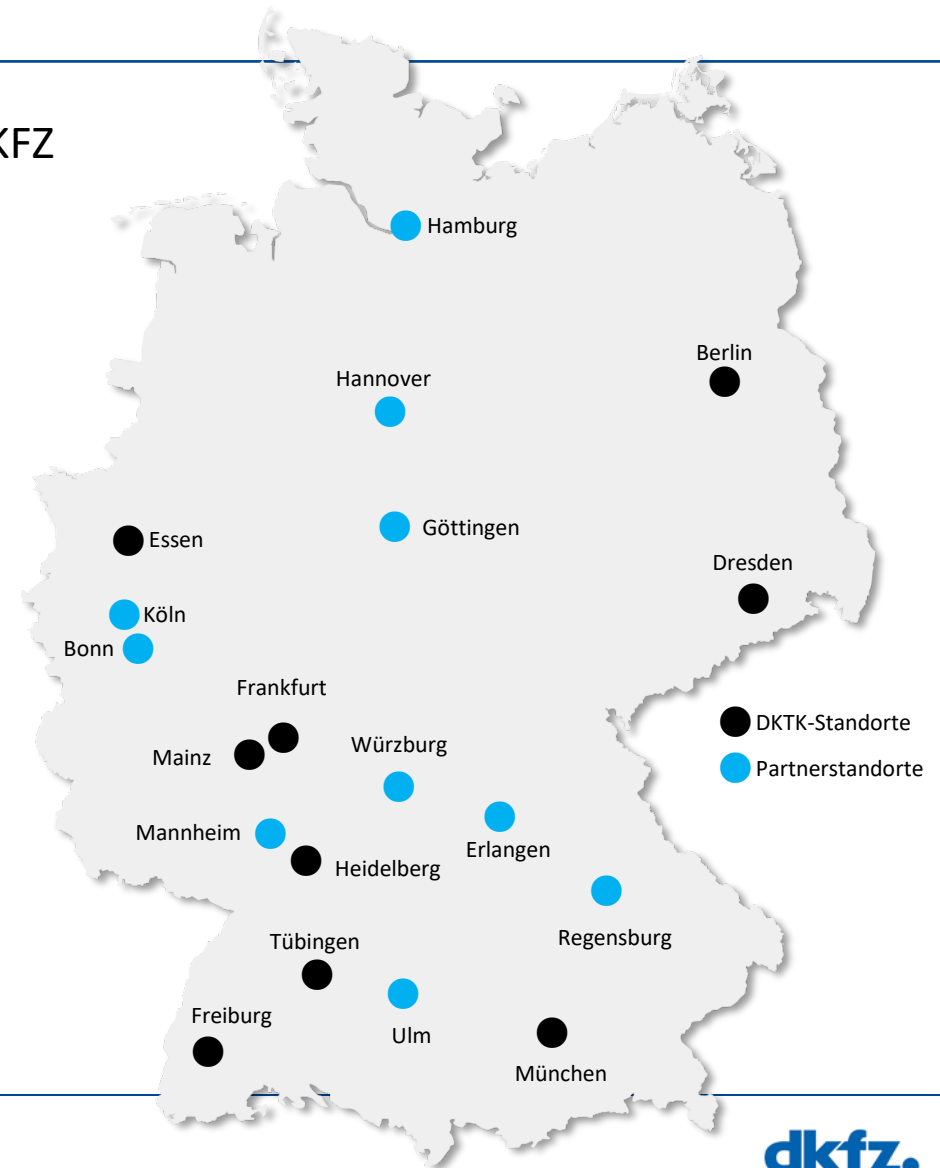 KFZ
Hamburg
Berlin
Hannover
Göttingen
Essen
Dresden
Köln
Bonn
Frankfurt
DKTK-Standorte
Würzburg
Mainz
Partnerstandorte
Mannheim
Erlangen
Heidelberg
Regensburg
Tübingen
Freiburg
Ulm
München
dkfz.